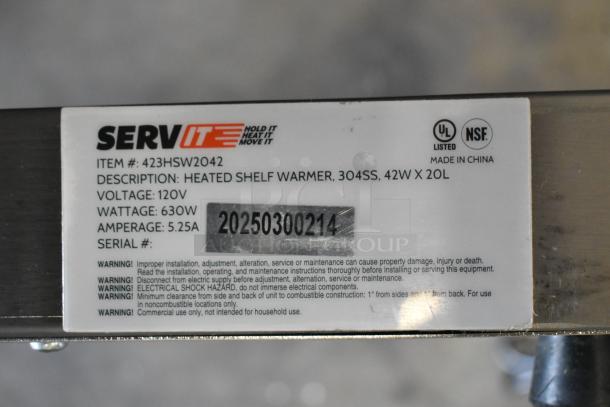 SERVIT HOLD IT
HEAT IT
MOVE IT
UL
LISTED
NSF
MADE IN CHINA
ITEM #: 423HSW2042
DESCRIPTION: HEATED SHELF WARMER, 304SS, 42W X 20L
VOLTAGE: 120V
WATTAGE: 630W
AMPERAGE: 5.25A
SERIAL #:
20250300214
AUCTION GROUP
WARNING! Improper installation, adjustment, alteration, service or maintenance can cause property damage, injury or death.
Read the installation, operating, and maintenance instructions thoroughly before installing or servicing this equipment.
WARNING! Disconnect from electric supply before adjustment, alternation, service or maintenance.
WARNING! ELECTRICAL SHOCK HAZARD, do not immerse electrical components.
WARNING! Minimum clearance from side and back of unit to combustible construction: 1" from sides and 1" from back. For use
in noncombustible locations only.
WARNING! Commercial use only, not intended for household use.